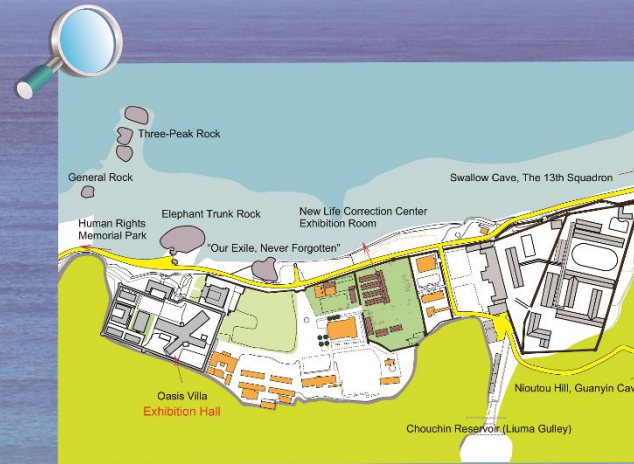 Three-Peak Rock
General Rock
Swallow Cave, The 13th Squadron
Human Rights
Memorial Park
Elephant Trunk Rock
New Life Correction Center
Exhibition Room
"Our Exile, Never Forgotten"
Oasis Villa
Exhibition Hall
Nioutou Hill, Guanyin Cav
Chouchin Reservoir (Liuma Gulley)